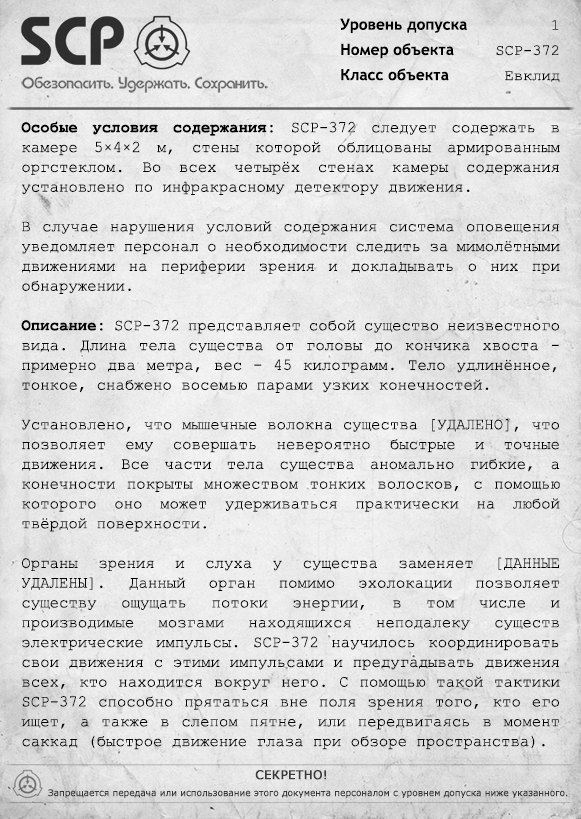 SCP
Обезопасить. Удержать. Сохранить.
Уровень допуска 1
Номер объекта SCP-372
Класс объекта Евклид
Особые условия содержания: SCP-372 следует содержать в
камере 5×4×2 м, стены которой облицованы армированным
оргстеклом. Во всех четырёх стенах камеры содержания
установлено по инфракрасному детектору движения.
В случае нарушения условий содержания система оповещения
уведомляет персонал о необходимости следить за мимолётными
движениями на периферии зрения и докладывать о них при
обнаружении.
Описание: SCP-372 представляет собой существо неизвестного
вида. Длина тела существа от головы до кончика хвоста -
примерно два метра, вес - 45 килограмм. Тело удлинённое,
тонкое, снабжено восемью парами узких конечностей.
Установлено, что мышечные волокна существа [УДАЛЕНО], что
позволяет ему совершать невероятно быстрые и точные
движения. Все части тела существа аномально гибкие, а
конечности покрыты множеством тонких волосков, с помощью
которого оно может удерживаться практически на любой
твёрдой поверхности.
Органы зрения и слуха у существа заменяет [ДАННЫЕ
УДАЛЕНЫ]. Данный орган помимо эхолокации позволяет
существу ощущать потоки энергии, в том числе и
производимые мозгами находящихся неподалеку существ
электрические импульсы. SCP-372 научилось координировать
свои движения с этими импульсами и предугадывать движения
всех, кто находится вокруг него. С помощью такой тактики
SCP-372 способно прятаться вне поля зрения того, кто его
ищет, а также в слепом пятне, или передвигаясь в момент
саккад (быстрое движение глаза при обзоре пространства).
СЕКРЕТНО!
Запрещается передача или использование этого документа персоналом с уровнем допуска ниже указанного.